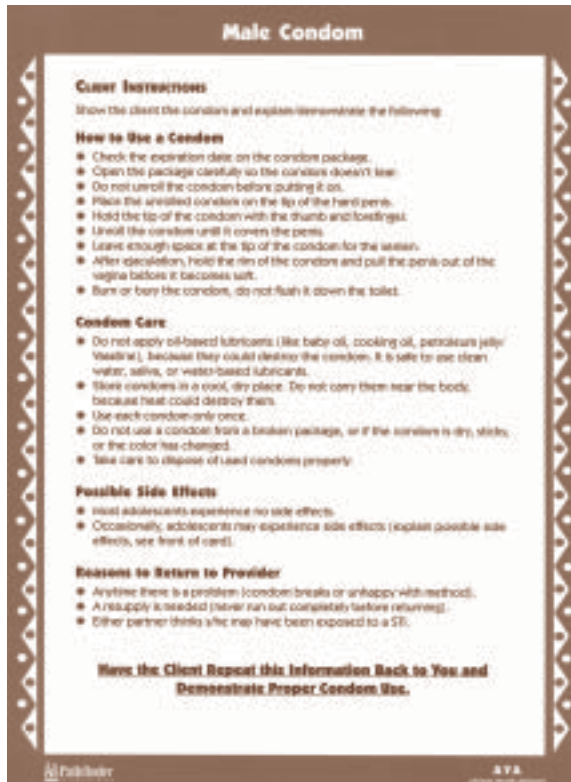 Male Condom
CLIENT INSTRUCTIONS
Show the client the condom and explain/demonstrate the following:
How to Use a Condom
● Check the expiration date on the condom package.
● Open the package carefully so the condom doesn't tear.
● Do not unroll the condom before putting it on.
● Place the unrolled condom on the tip of the hard penis.
● Hold the tip of the condom with the thumb and forefinger.
● Unroll the condom until it covers the penis.
● Leave enough space at the tip of the condom for the semen.
● After ejaculation, hold the rim of the condom and pull the penis out of the
vagina before it becomes soft.
● Burn or bury the condom, do not flush it down the toilet.
Condom Care
● Do not apply oil-based lubricants (like baby oil, cooking oil, petroleum jelly/
Vaseline), because they could destroy the condom. It is safe to use clean
water, saliva, or water-based lubricants.
● Store condoms in a cool, dry place. Do not carry them near the body,
because heat could destroy them.
● Use each condom only once.
● Do not use a condom from a broken package, or if the condom is dry, sticky,
or the color has changed.
● Take care to dispose of used condoms properly.
Possible Side Effects
● Most adolescents experience no side effects.
● Occasionally, adolescents may experience side effects (explain possible side
effects, see front of card).
Reasons to Return to Provider
● Anytime there is a problem (condom breaks or unhappy with method).
● A resupply is needed (never run out completely before returning).
● Either partner thinks s/he may have been exposed to a STI.
Have the Client Repeat this Information Back to You and
Demonstrate Proper Condom Use.
Pathfinder
AYA